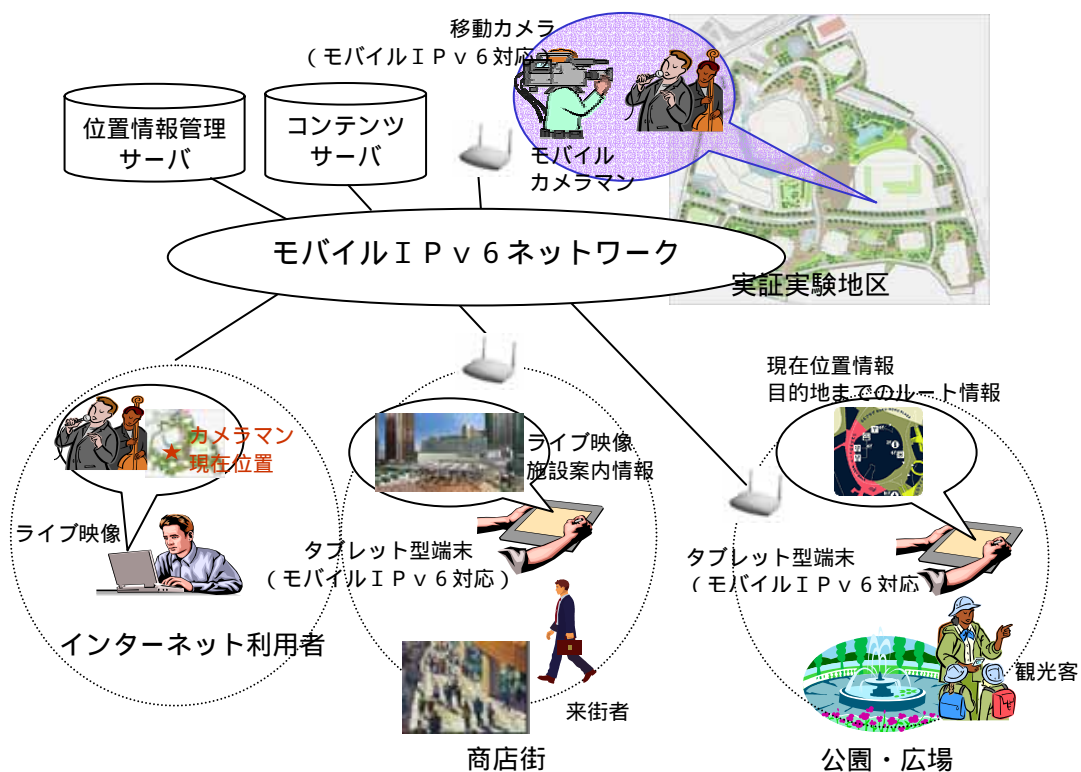 移動カメラ
(モバイルＩＰｖ６対応)
位置情報管理
サーバ
コンテンツ
サーバ
モバイル
カメラマン
モバイルＩＰｖ６ネットワーク
実証実験地区
現在位置情報
目的地までのルート情報
カメラマン
現在位置
ライブ映像
施設案内情報
ライブ映像
タブレット型端末
(モバイルＩＰｖ６対応)
タブレット型端末
(モバイルＩＰｖ６対応
インターネット利用者
来街者
観光客
商店街
公園・広場